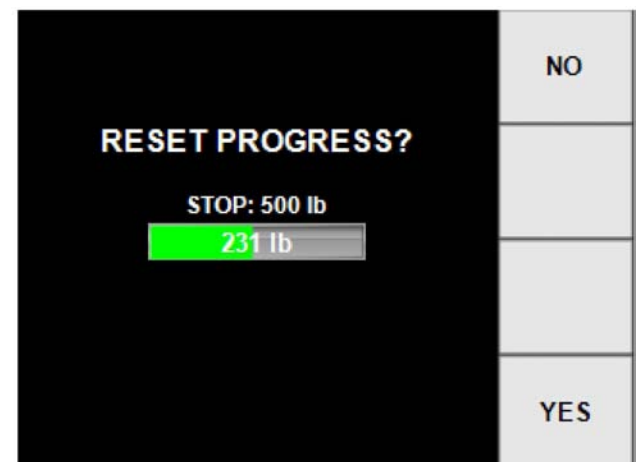 RESET PROGRESS?
STOP: 500 lb
231 lb
NO
YES